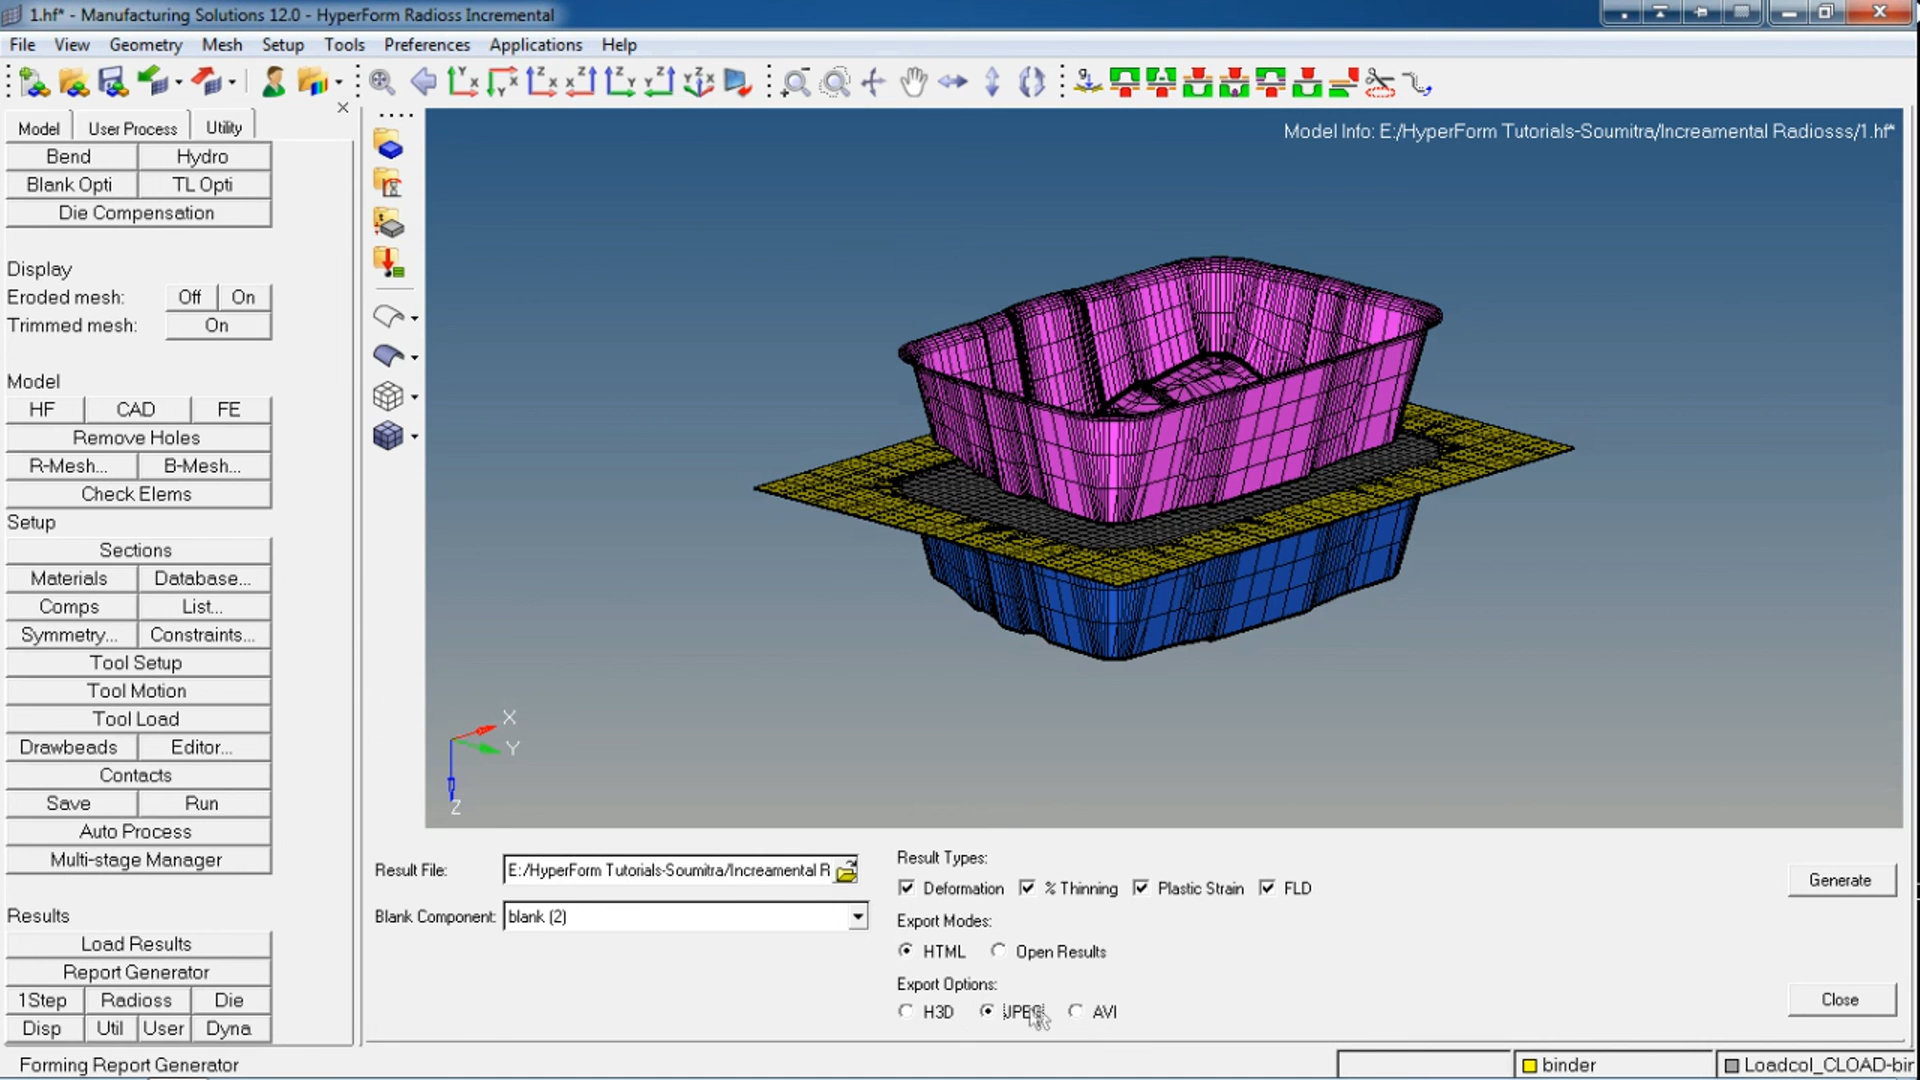 1.hf* - Manufacturing Solutions 12.0 - HyperForm Radioss Incremental
File View Geometry Mesh Setup Tools Preferences Applications Help
Model User Process Utility
Model Info: E:/HyperForm Tutorials-Soumitra/Increamental Radiosss/1.hf*
Bend Hydro
Blank Opti TL Opti
Die Compensation
Display
Eroded mesh: Off On
Trimmed mesh: On
Model
HF CAD FE
Remove Holes
R-Mesh... B-Mesh...
Check Elems
Setup
Sections
Materials Database...
Comps List...
Symmetry... Constraints...
Tool Setup
Tool Motion
Tool Load
Drawbeads Editor...
Contacts
Save Run
Auto Process
Multi-stage Manager
Results
Load Results
Report Generator
1Step Radioss Die
Disp Util User Dyna
X
Y
Z
Result File: E:/HyperForm Tutorials-Soumitra/Increamental R
Blank Component: blank (2)
Result Types:
Deformation % Thinning Plastic Strain FLD
Export Modes:
HTML Open Results
Export Options:
H3D JPEG AVI
Generate
Close
Forming Report Generator
binder
Loadcol_CLOAD-bir